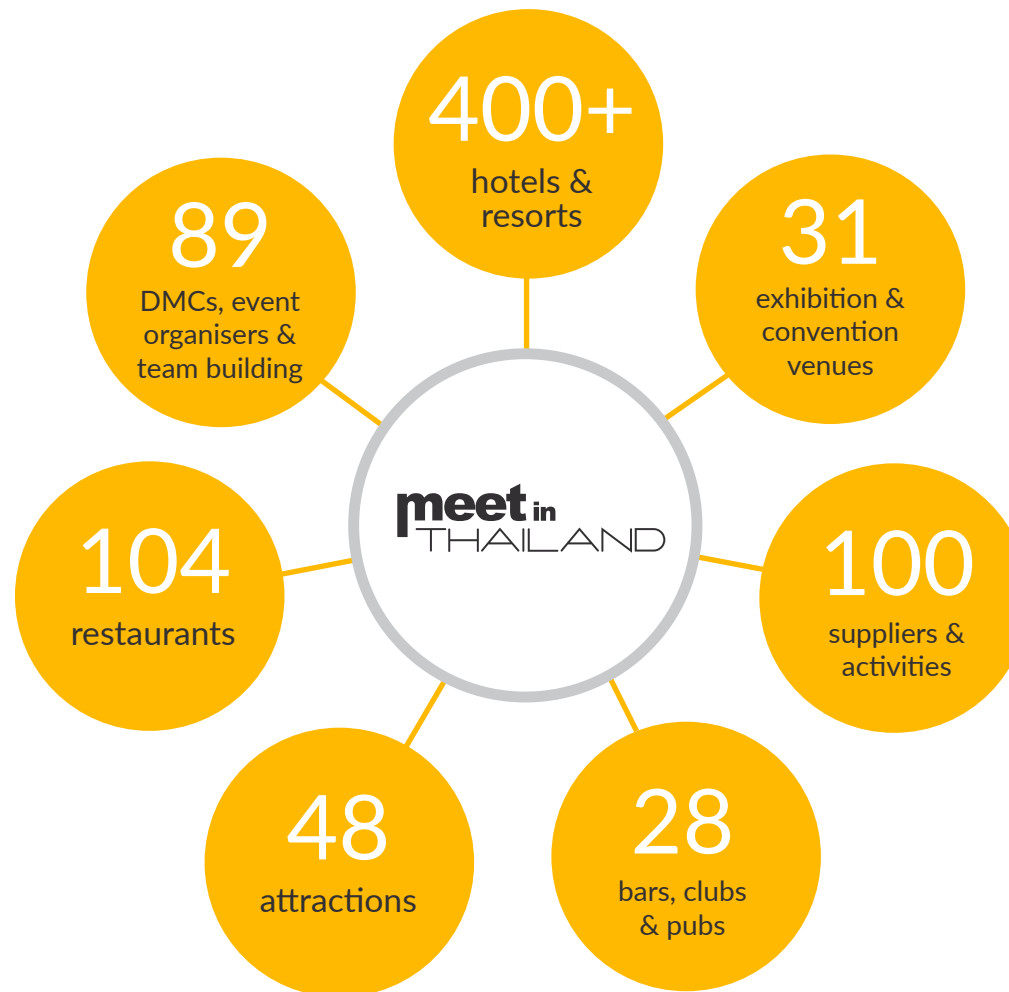 400+
hotels &
resorts
89
DMCs, event
organisers &
team building
31
exhibition &
convention
venues
meet in
THAILAND
104
restaurants
100
suppliers &
activities
48
attractions
28
bars, clubs
& pubs